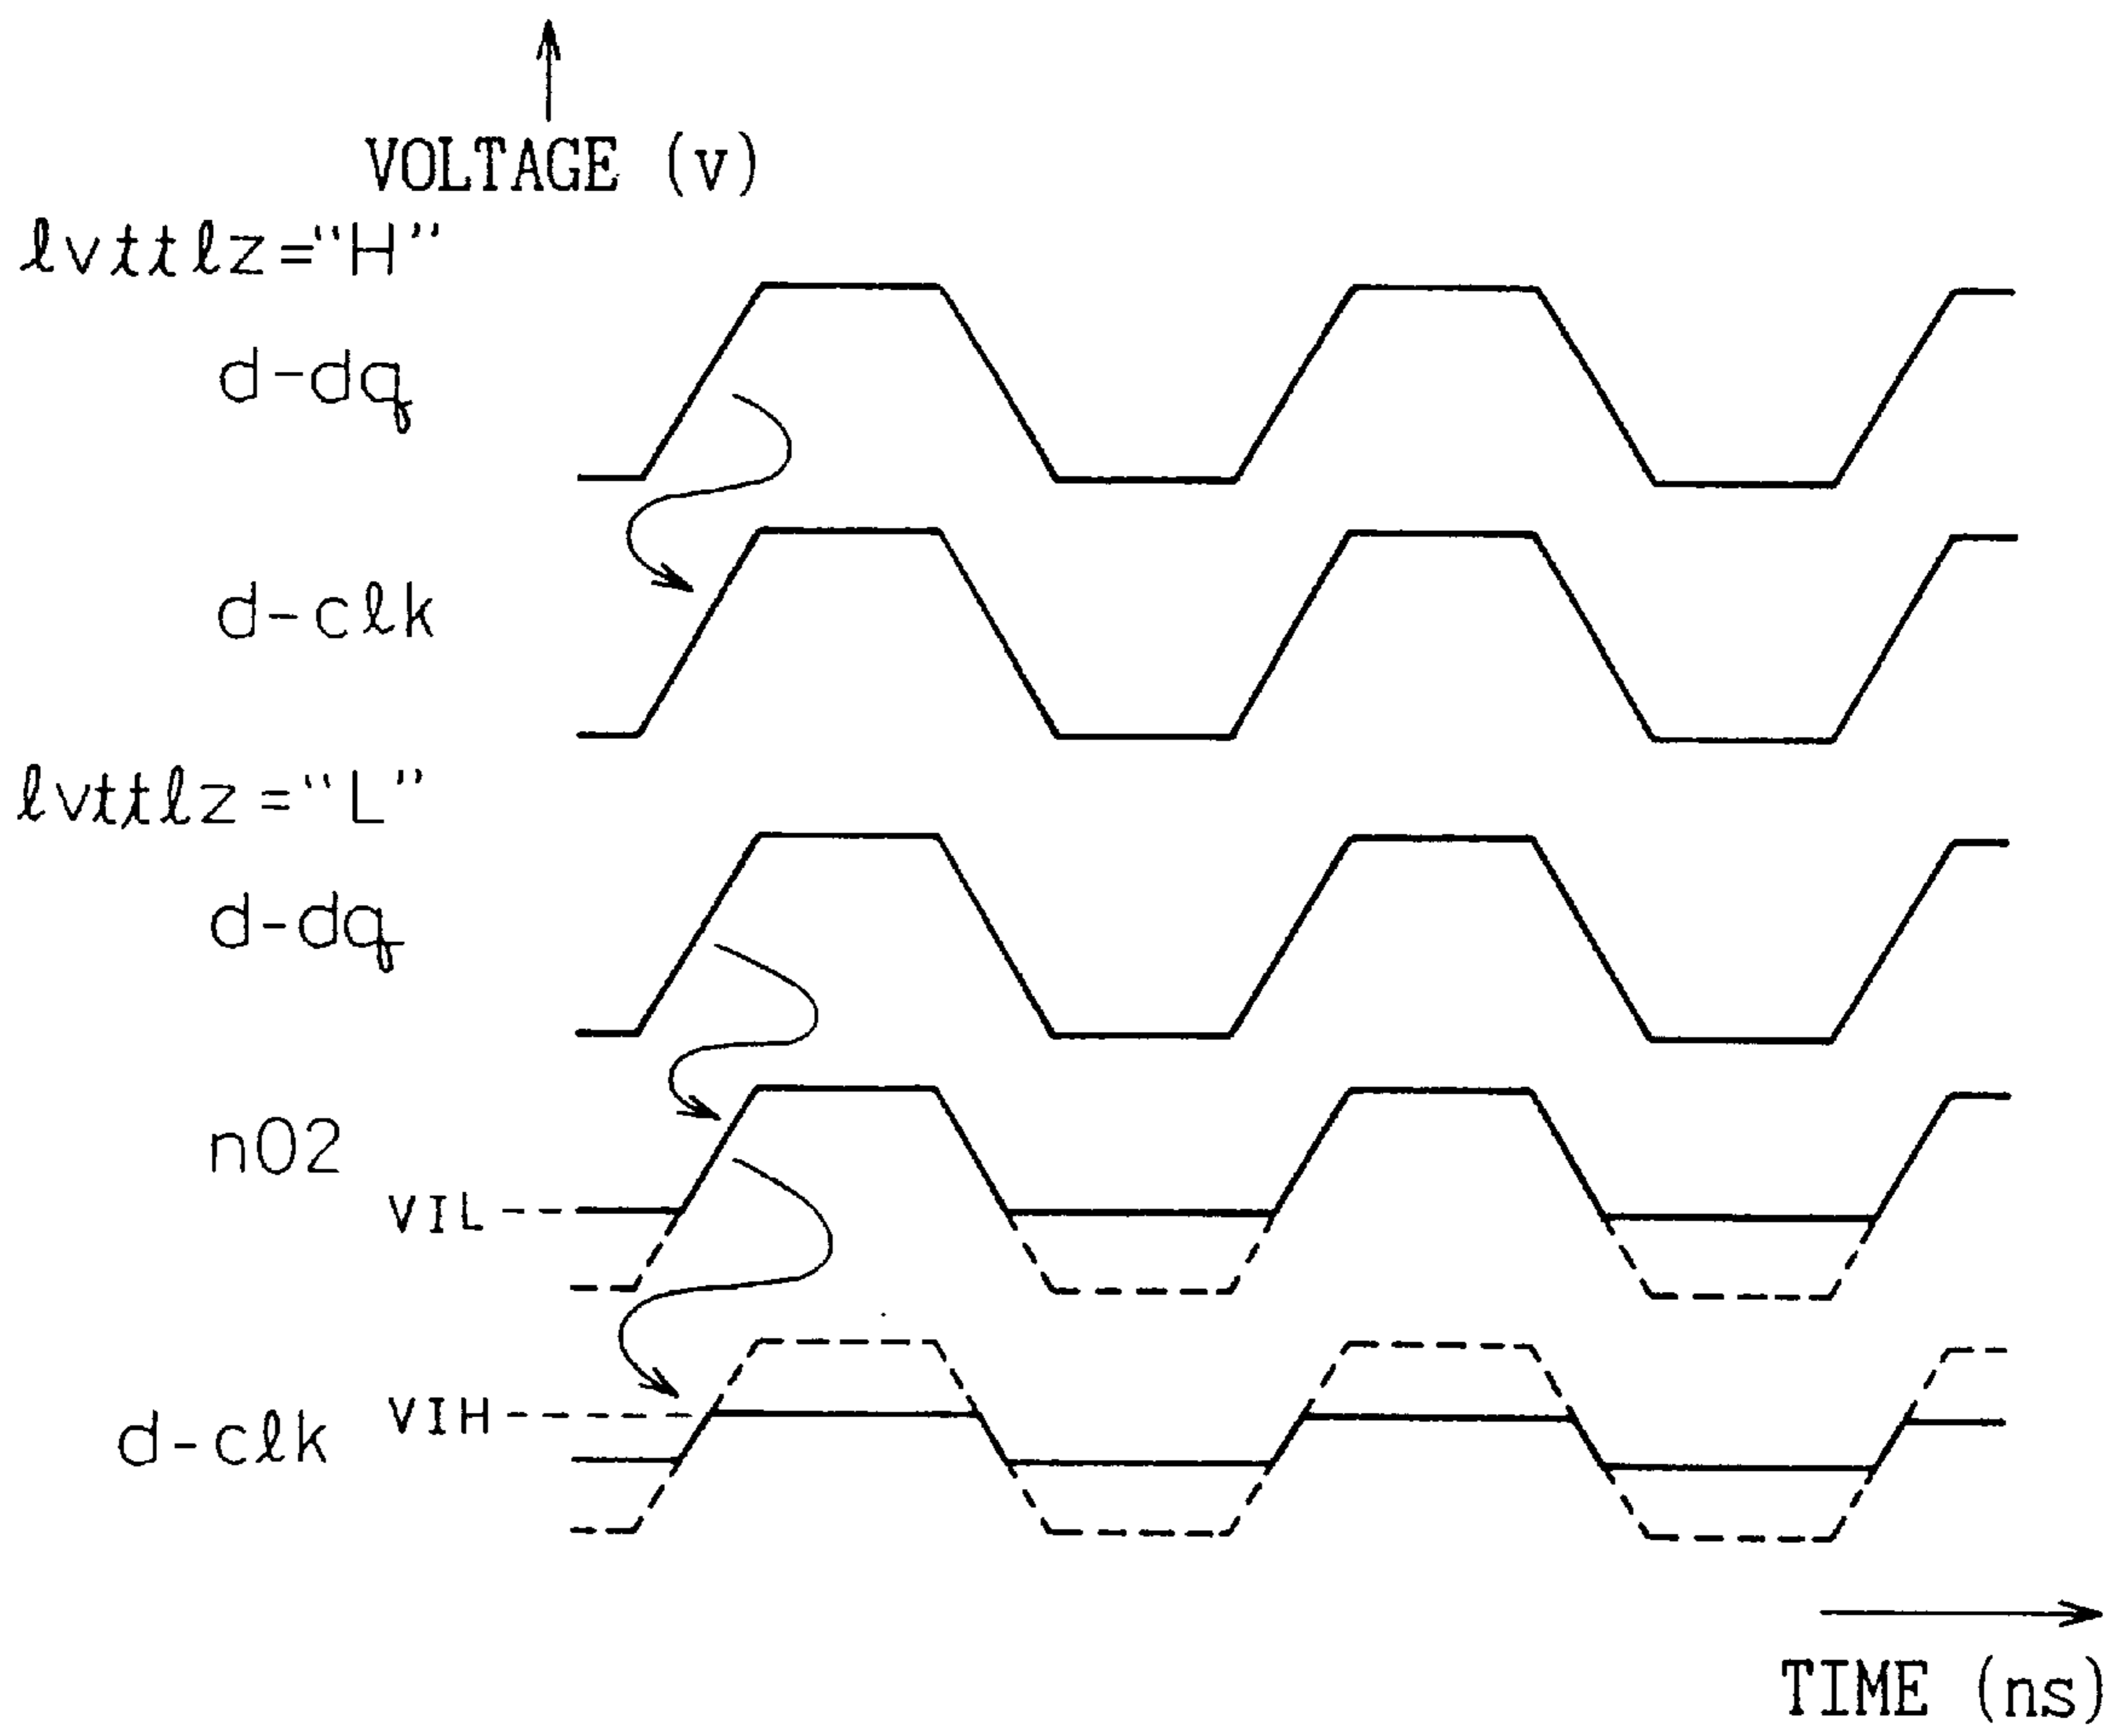 VOLTAGE (v)
ℓvttℓz="H"
d-dq
d-cℓk
ℓvttℓz="L"
d-dq
n02
VIL
VIH
d-cℓk
TIME (ns)